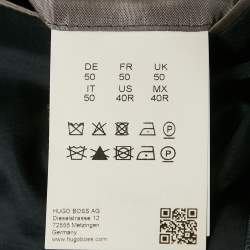 DE FR UK
50 50 50
IT US MX
50 40R 40R
HUGO BOSS AG
Dieselstrasse 12
72555 Metzingen
Germany
www.hugoboss.com